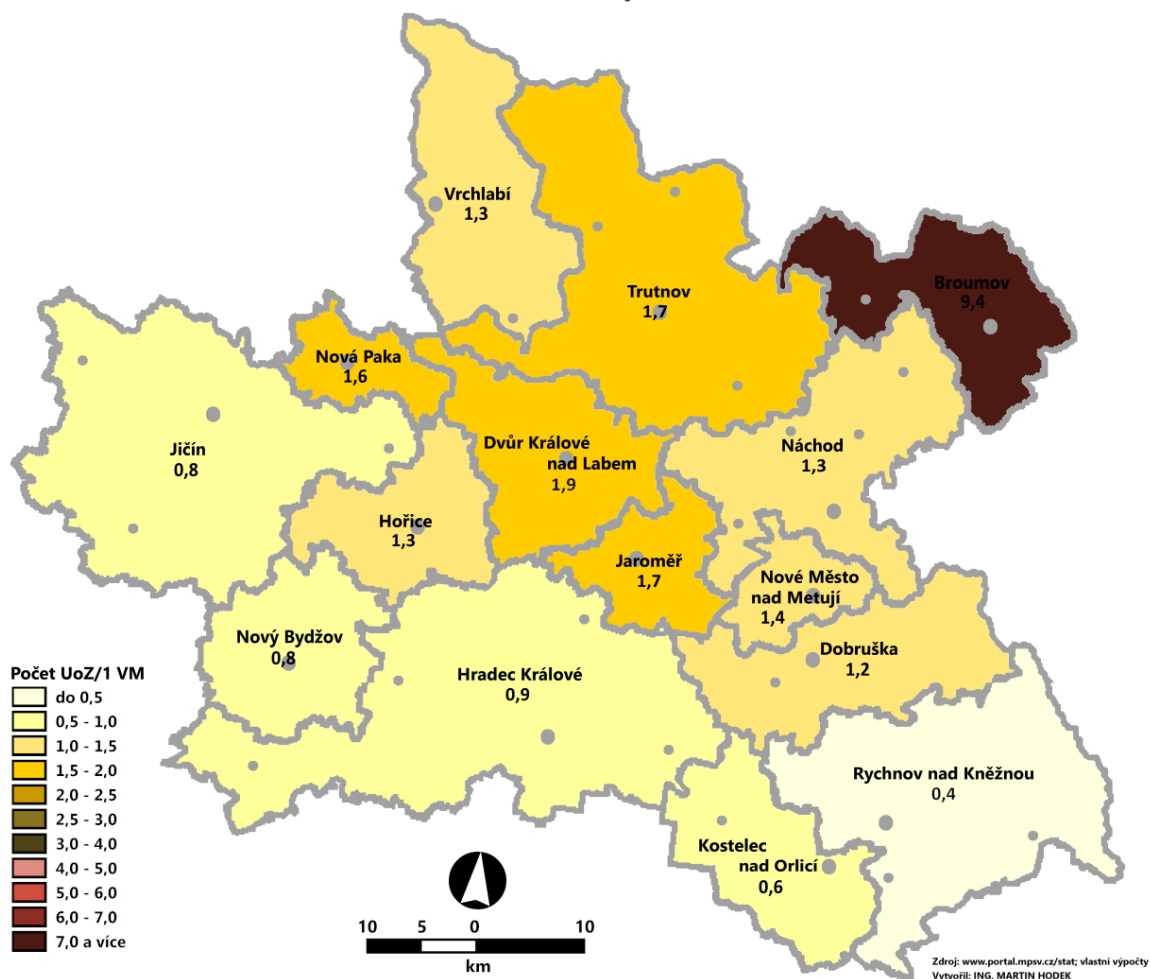 Vrchlabí
1,3
Trutnov
1,7
Broumov
9,4
Nová Paka
1,6
Jičín
0,8
Dvůr Králové
nad Labem
1,9
Náchod
1,3
Hořice
1,3
Jaroměř
1,7
Nové Město
nad Metují
1,4
Nový Bydžov
0,8
Hradec Králové
0,9
Dobruška
1,2
Rychnov nad Kněžnou
0,4
Kostelec
nad Orlicí
0,6
Počet UoZ/1 VM
do 0,5
0,5 - 1,0
1,0 - 1,5
1,5 - 2,0
2,0 - 2,5
2,5 - 3,0
3,0 - 4,0
4,0 - 5,0
5,0 - 6,0
6,0 - 7,0
7,0 a více
10 5 0 10
km
Zdroj: www.portal.mpsv.cz/stat; vlastní výpočty
Vytvořil: ING. MARTIN HODEK